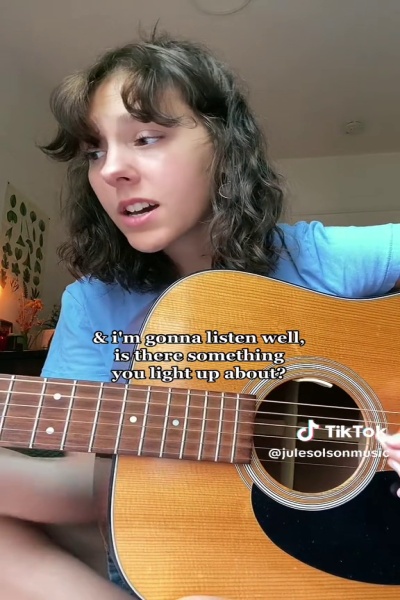 & i'm gonna listen well,
is there something
you light up about?
TikTok
@julesolsonmusic